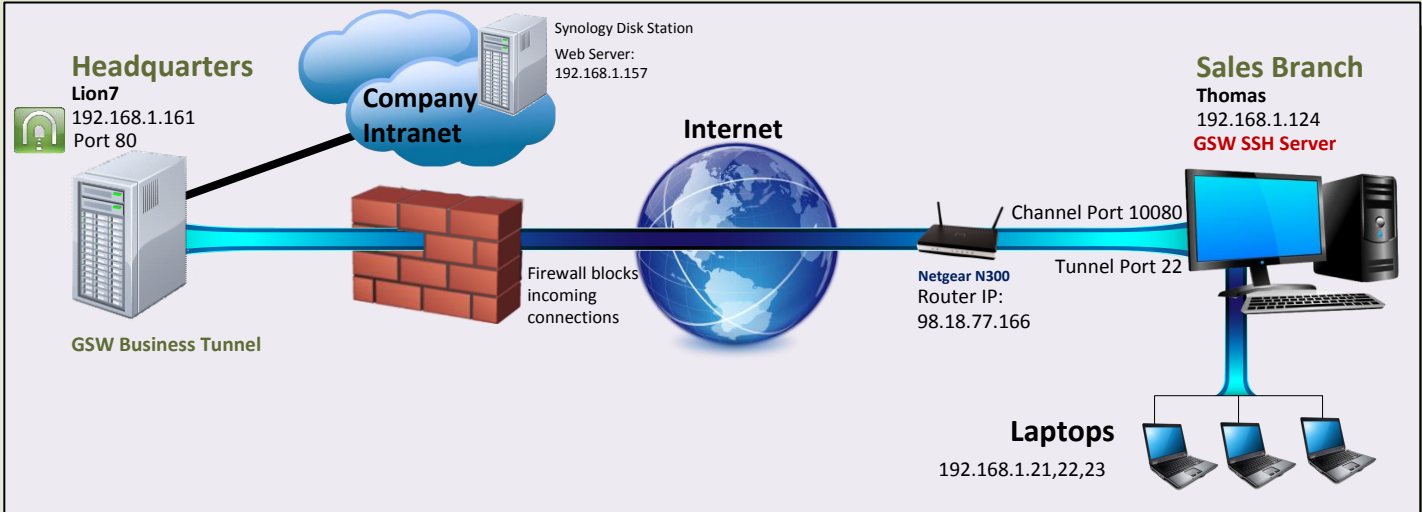 Headquarters
Lion7
192.168.1.161
Port 80
GSW Business Tunnel
Company
Intranet
Synology Disk Station
Web Server:
192.168.1.157
Firewall blocks
incoming
connections
Internet
Netgear N300
Router IP:
98.18.77.166
Channel Port 10080
Tunnel Port 22
Sales Branch
Thomas
192.168.1.124
GSW SSH Server
Laptops
192.168.1.21,22,23